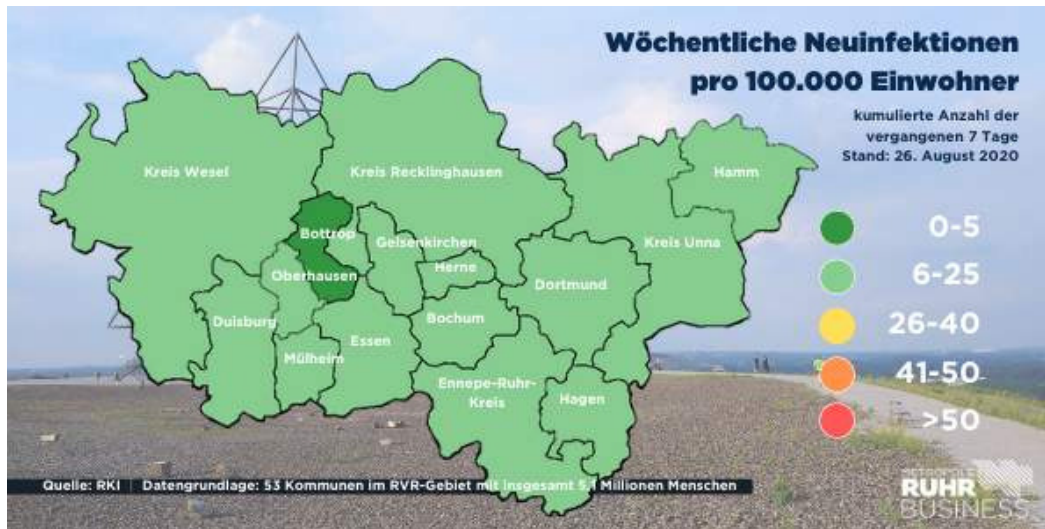 Wöchentliche Neuinfektionen
pro 100.000 Einwohner
kumulierte Anzahl der
vergangenen 7 Tage
Stand: 26. August 2020
Kreis Wesel
Kreis Recklinghausen
Hamm
Bottrop
Gelsenkirchen
Kreis Unna
Oberhausen
Herne
Dortmund
Duisburg
Bochum
Essen
Mülheim
Ennepe-Ruhr-
Kreis
Hagen
0-5
6-25
26-40
41-50
>50
Quelle: RKI | Datengrundlage: 53 Kommunen im RVR-Gebiet mit insgesamt 5,1 Millionen Menschen
METROPOLE
RUHR
BUSINESS